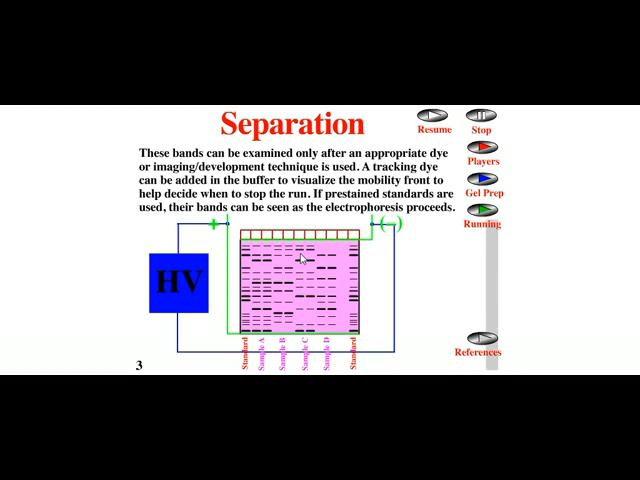 Separation
Resume
Stop
These bands can be examined only after an appropriate dye
or imaging/development technique is used. A tracking dye
can be added in the buffer to visualize the mobility front to
help decide when to stop the run. If prestained standards are
used, their bands can be seen as the electrophoresis proceeds.
Players
Gel Prep
Running
+
(−)
HV
Standard
Sample A
Sample B
Sample C
Sample D
Standard
References
3